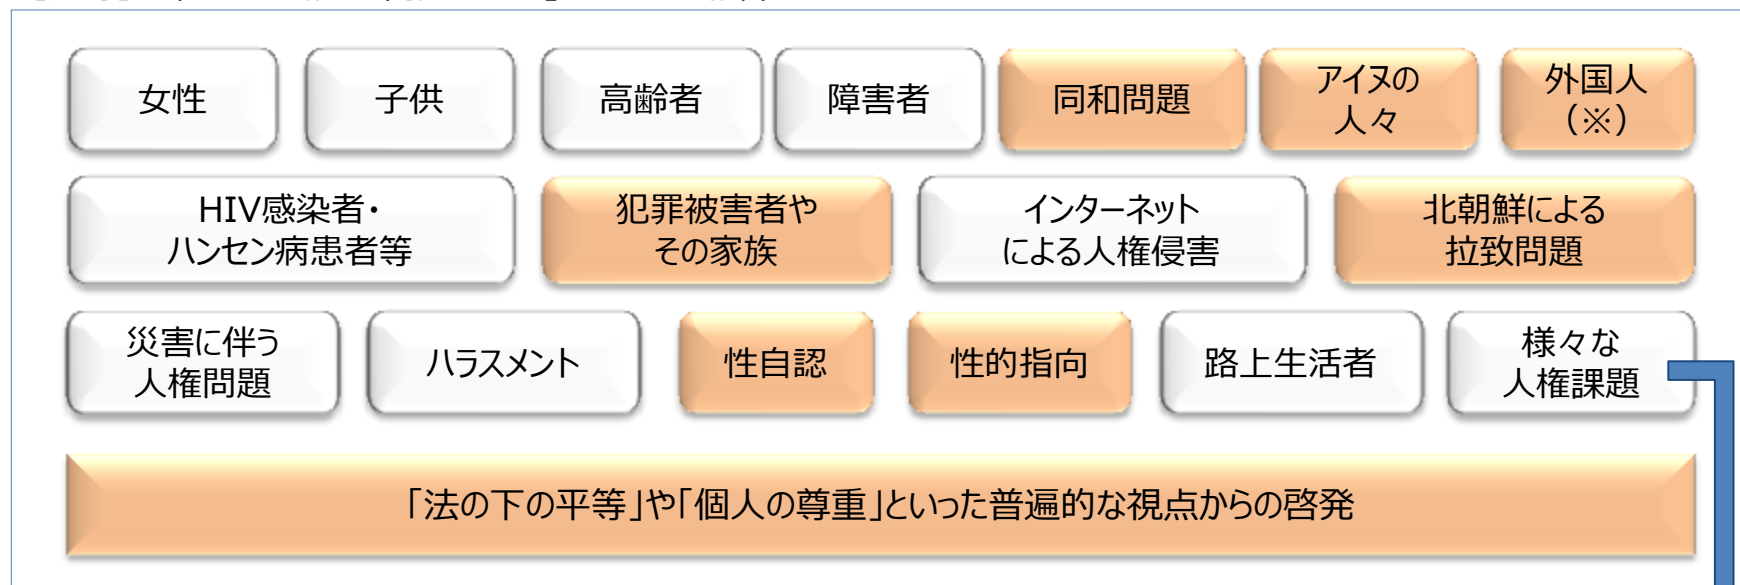 女性
子供
高齢者
障害者
同和問題
アイヌの
人々
外国人
（※）
HIV感染者・
ハンセン病患者等
犯罪被害者や
その家族
インターネット
による人権侵害
北朝鮮による
拉致問題
災害に伴う
人権問題
ハラスメント
性自認
性的指向
路上生活者
様々な
人権課題
「法の下の平等」や「個人の尊重」といった普遍的な視点からの啓発